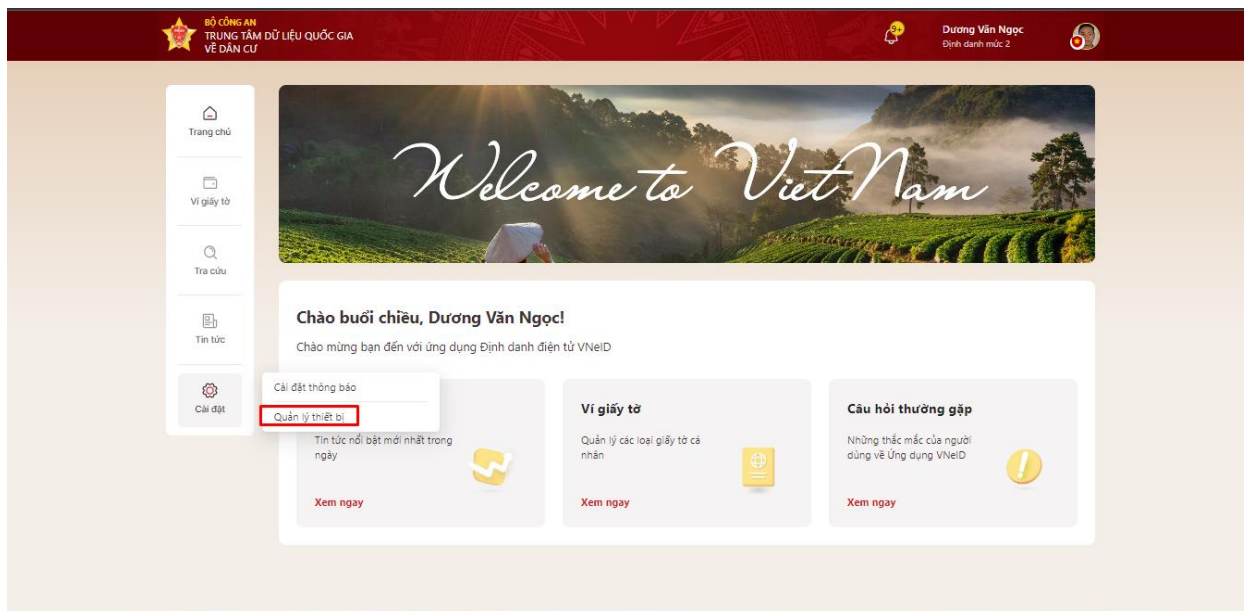 BỘ CÔNG AN
TRUNG TÂM DỮ LIỆU QUỐC GIA
VỀ DÂN CƯ
9+
Dương Văn Ngọc
Định danh mức 2
Trang chủ
Ví giấy tờ
Tra cứu
Tin tức
Cài đặt
Welcome to Viet Nam
Chào buổi chiều, Dương Văn Ngọc!
Chào mừng bạn đến với ứng dụng Định danh điện tử VNeID
Cài đặt thông báo
Quản lý thiết bị
Tin tức nổi bật mới nhất trong
ngày
Xem ngay
Ví giấy tờ
Quản lý các loại giấy tờ cá
nhân
Xem ngay
Câu hỏi thường gặp
Những thắc mắc của người
dùng về Ứng dụng VNeID
Xem ngay